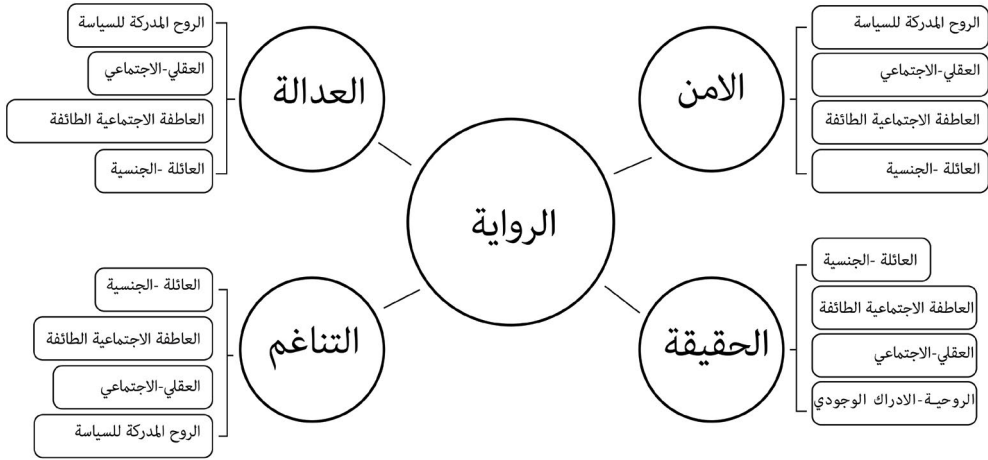 الامن
الروح المدركة للسياسة
العقلي-الاجتماعي
العاطفة الاجتماعية الطائفة
العائلة -الجنسية
العدالة
الروح المدركة للسياسة
العقلي-الاجتماعي
العاطفة الاجتماعية الطائفة
العائلة -الجنسية
الرواية
الحقيقة
العائلة -الجنسية
العاطفة الاجتماعية الطائفة
العقلي-الاجتماعي
الروحية-الادراك الوجودي
التناغم
العائلة -الجنسية
العاطفة الاجتماعية الطائفة
العقلي-الاجتماعي
الروح المدركة للسياسة